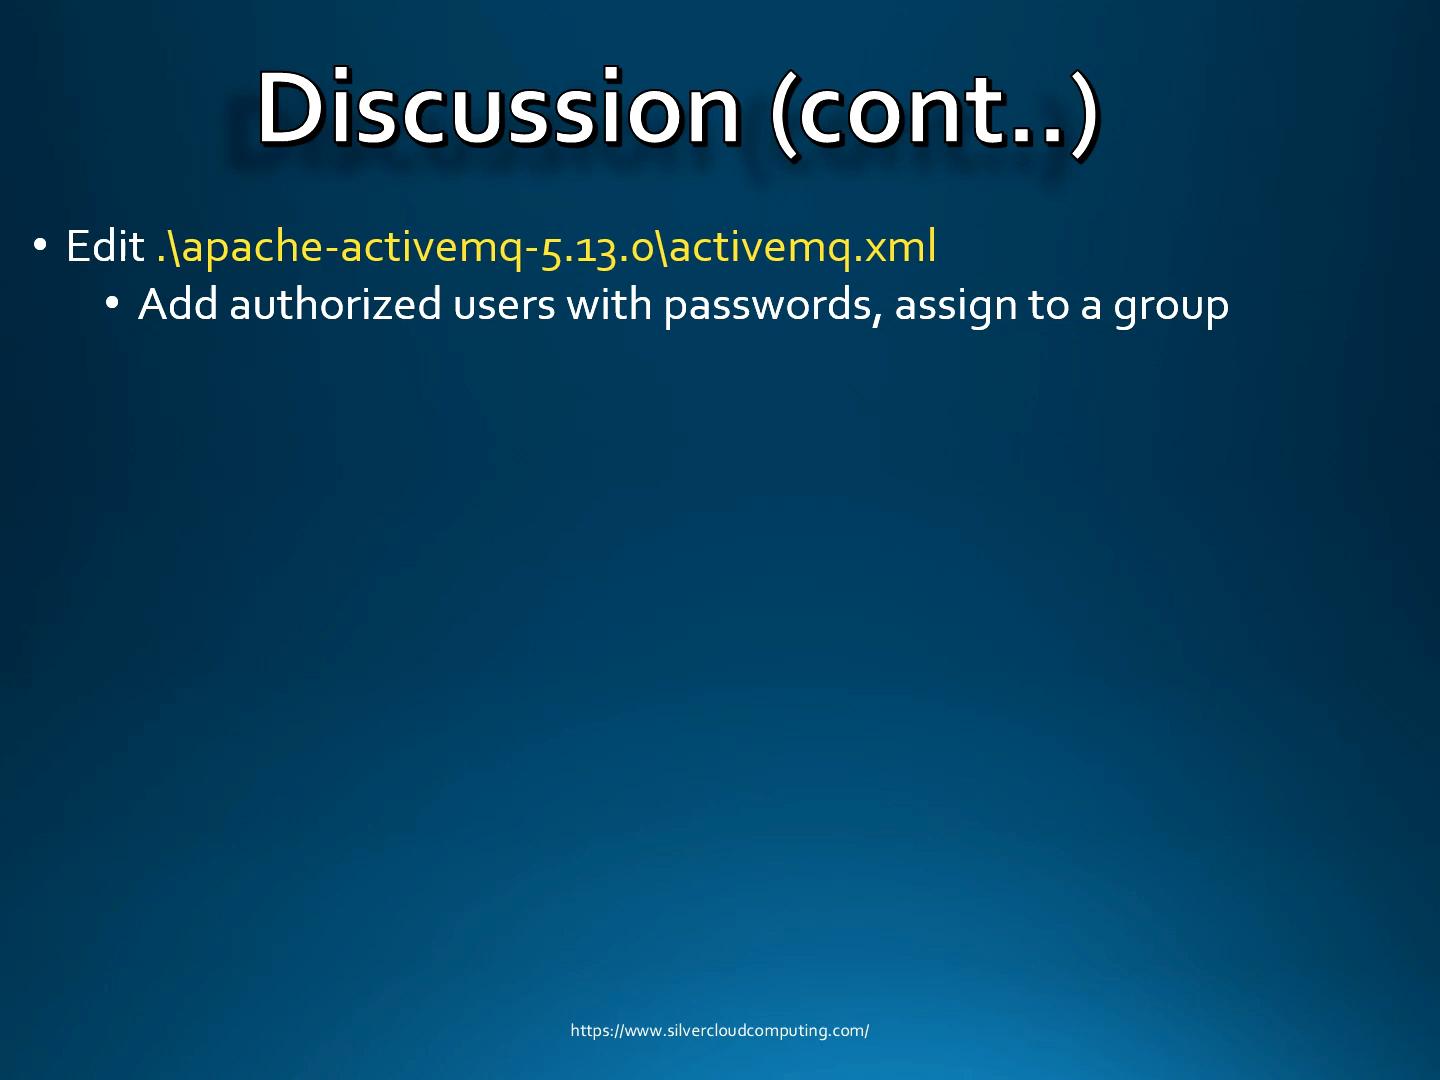 Discussion (cont..)
• Edit .\apache-activemq-5.13.0\activemq.xml
• Add authorized users with passwords, assign to a group
https://www.silvercloudcomputing.com/